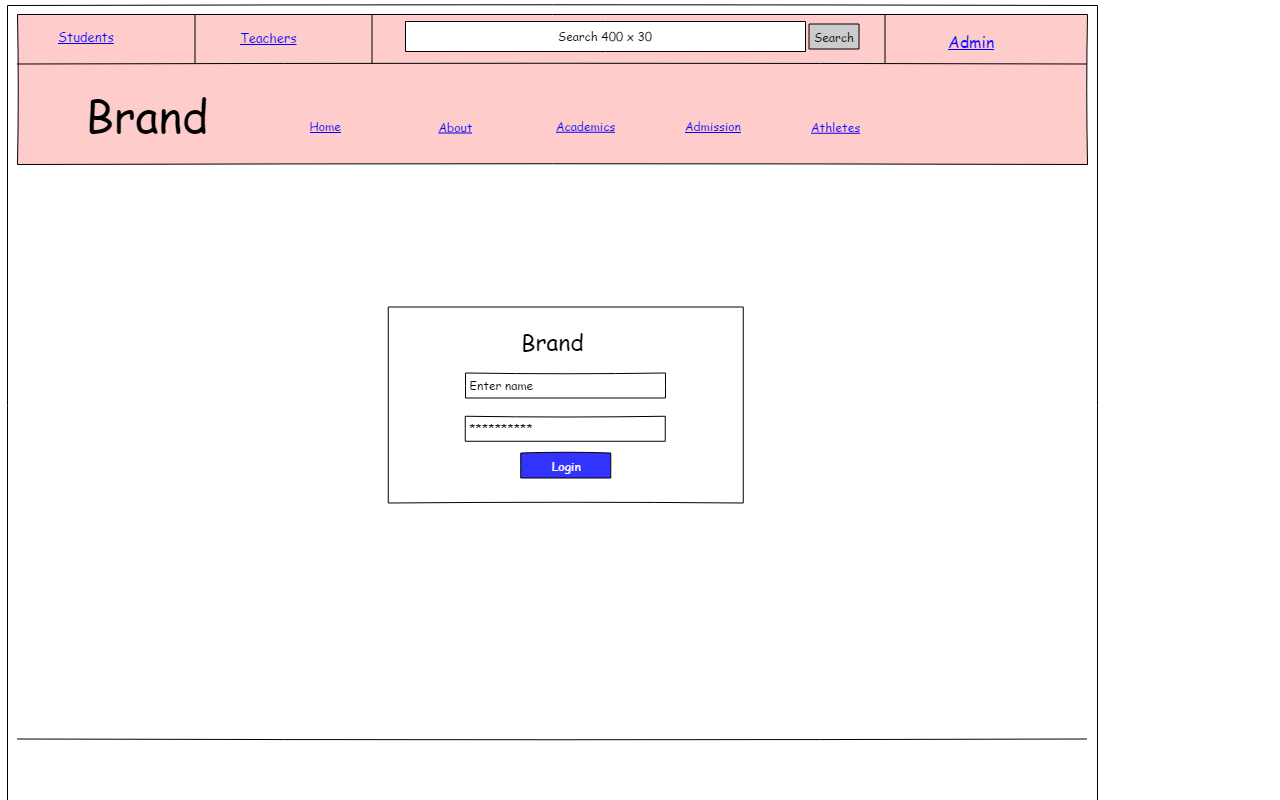 Students Teachers Search 400 x 30 Search Admin
Brand Home About Academics Admission Athletes
Brand
Enter name
**********
Login